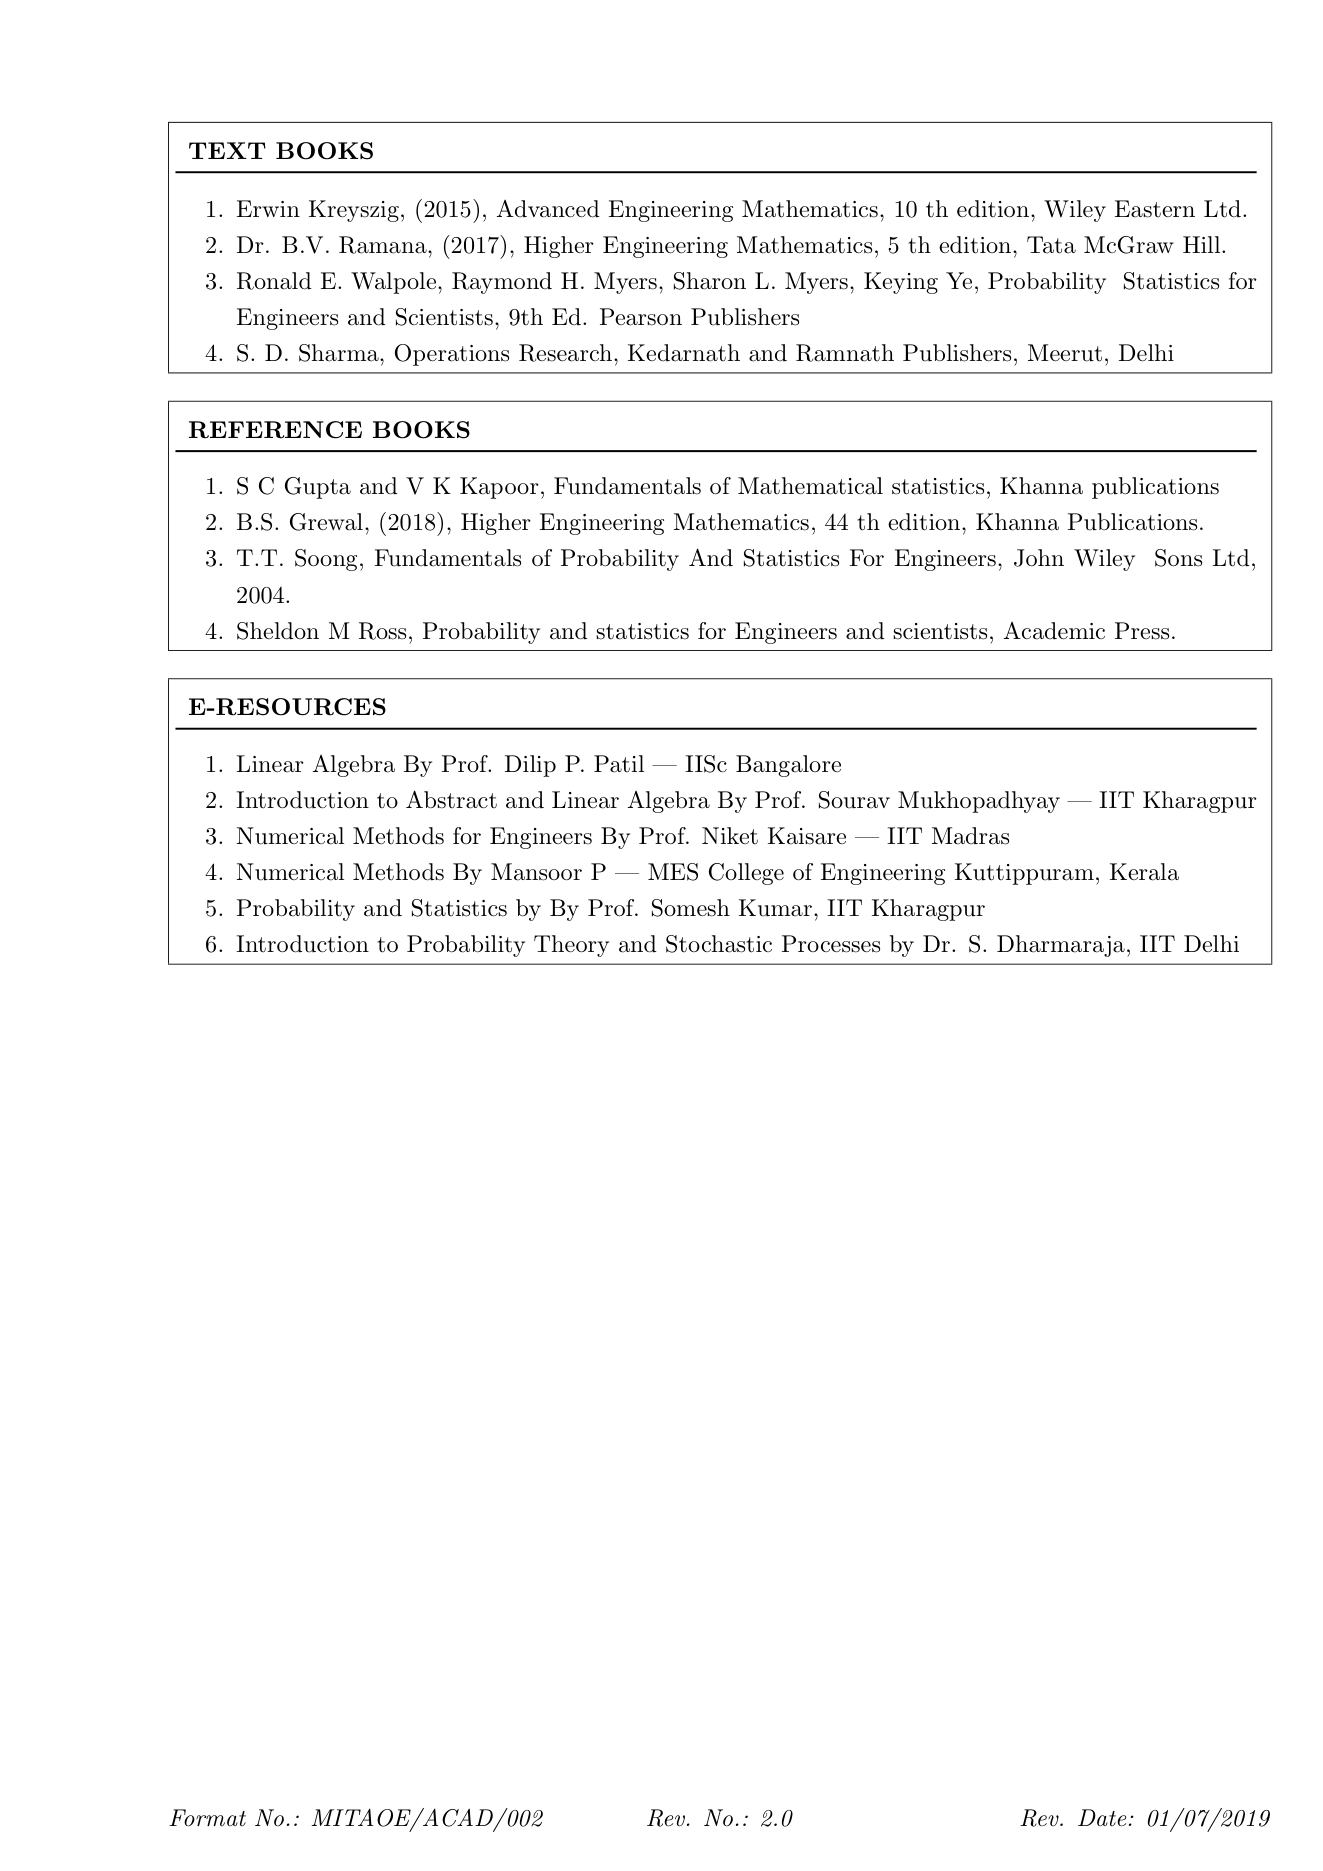 TEXT BOOKS
1. Erwin Kreyszig, (2015), Advanced Engineering Mathematics, 10 th edition, Wiley Eastern Ltd.
2. Dr. B.V. Ramana, (2017), Higher Engineering Mathematics, 5 th edition, Tata McGraw Hill.
3. Ronald E. Walpole, Raymond H. Myers, Sharon L. Myers, Keying Ye, Probability Statistics for
Engineers and Scientists, 9th Ed. Pearson Publishers
4. S. D. Sharma, Operations Research, Kedarnath and Ramnath Publishers, Meerut, Delhi
REFERENCE BOOKS
1. S C Gupta and V K Kapoor, Fundamentals of Mathematical statistics, Khanna publications
2. B.S. Grewal, (2018), Higher Engineering Mathematics, 44 th edition, Khanna Publications.
3. T.T. Soong, Fundamentals of Probability And Statistics For Engineers, John Wiley Sons Ltd,
2004.
4. Sheldon M Ross, Probability and statistics for Engineers and scientists, Academic Press.
E-RESOURCES
1. Linear Algebra By Prof. Dilip P. Patil — IISc Bangalore
2. Introduction to Abstract and Linear Algebra By Prof. Sourav Mukhopadhyay — IIT Kharagpur
3. Numerical Methods for Engineers By Prof. Niket Kaisare — IIT Madras
4. Numerical Methods By Mansoor P — MES College of Engineering Kuttippuram, Kerala
5. Probability and Statistics by By Prof. Somesh Kumar, IIT Kharagpur
6. Introduction to Probability Theory and Stochastic Processes by Dr. S. Dharmaraja, IIT Delhi
Format No.: MITAOE/ACAD/002 Rev. No.: 2.0 Rev. Date: 01/07/2019